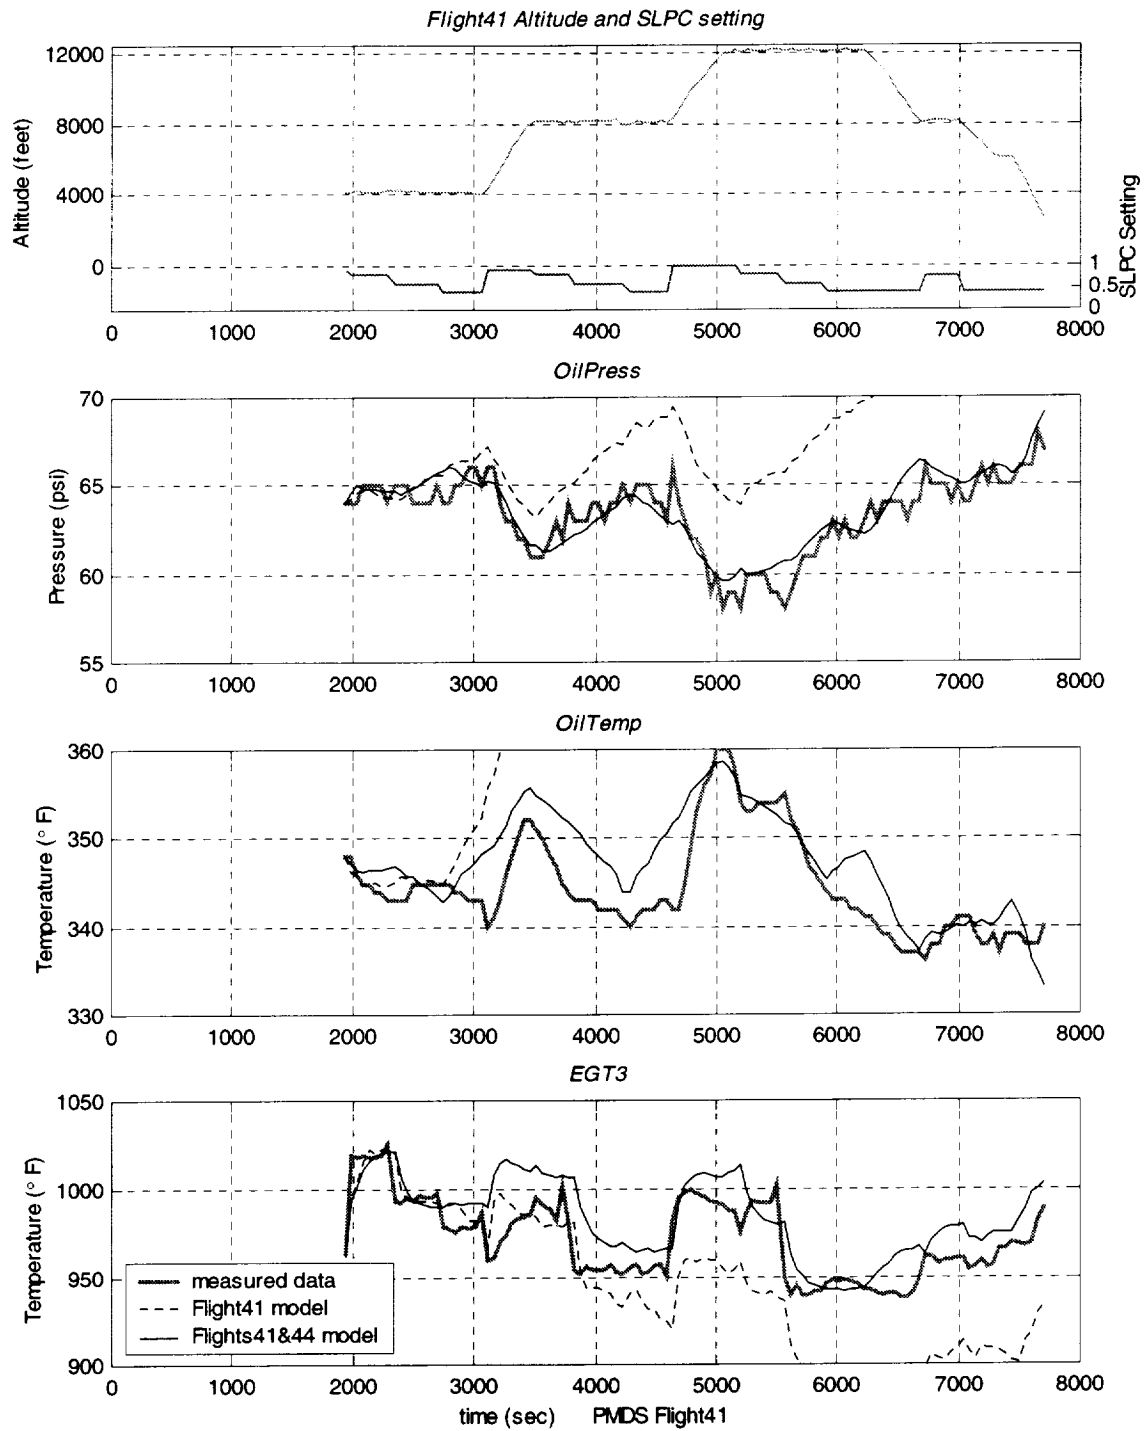 Flight41 Altitude and SLPC setting
12000
8000
4000
0
Altitude (feet)
1
0.5
0
SLPC Setting
0 1000 2000 3000 4000 5000 6000 7000 8000
OilPress
70
65
60
55
Pressure (psi)
0 1000 2000 3000 4000 5000 6000 7000 8000
OilTemp
360
350
340
330
Temperature (° F)
0 1000 2000 3000 4000 5000 6000 7000 8000
EGT3
1050
1000
950
900
Temperature (° F)
measured data
Flight41 model
Flights41&44 model
0 1000 2000 3000 4000 5000 6000 7000 8000
time (sec) PMDS Flight41